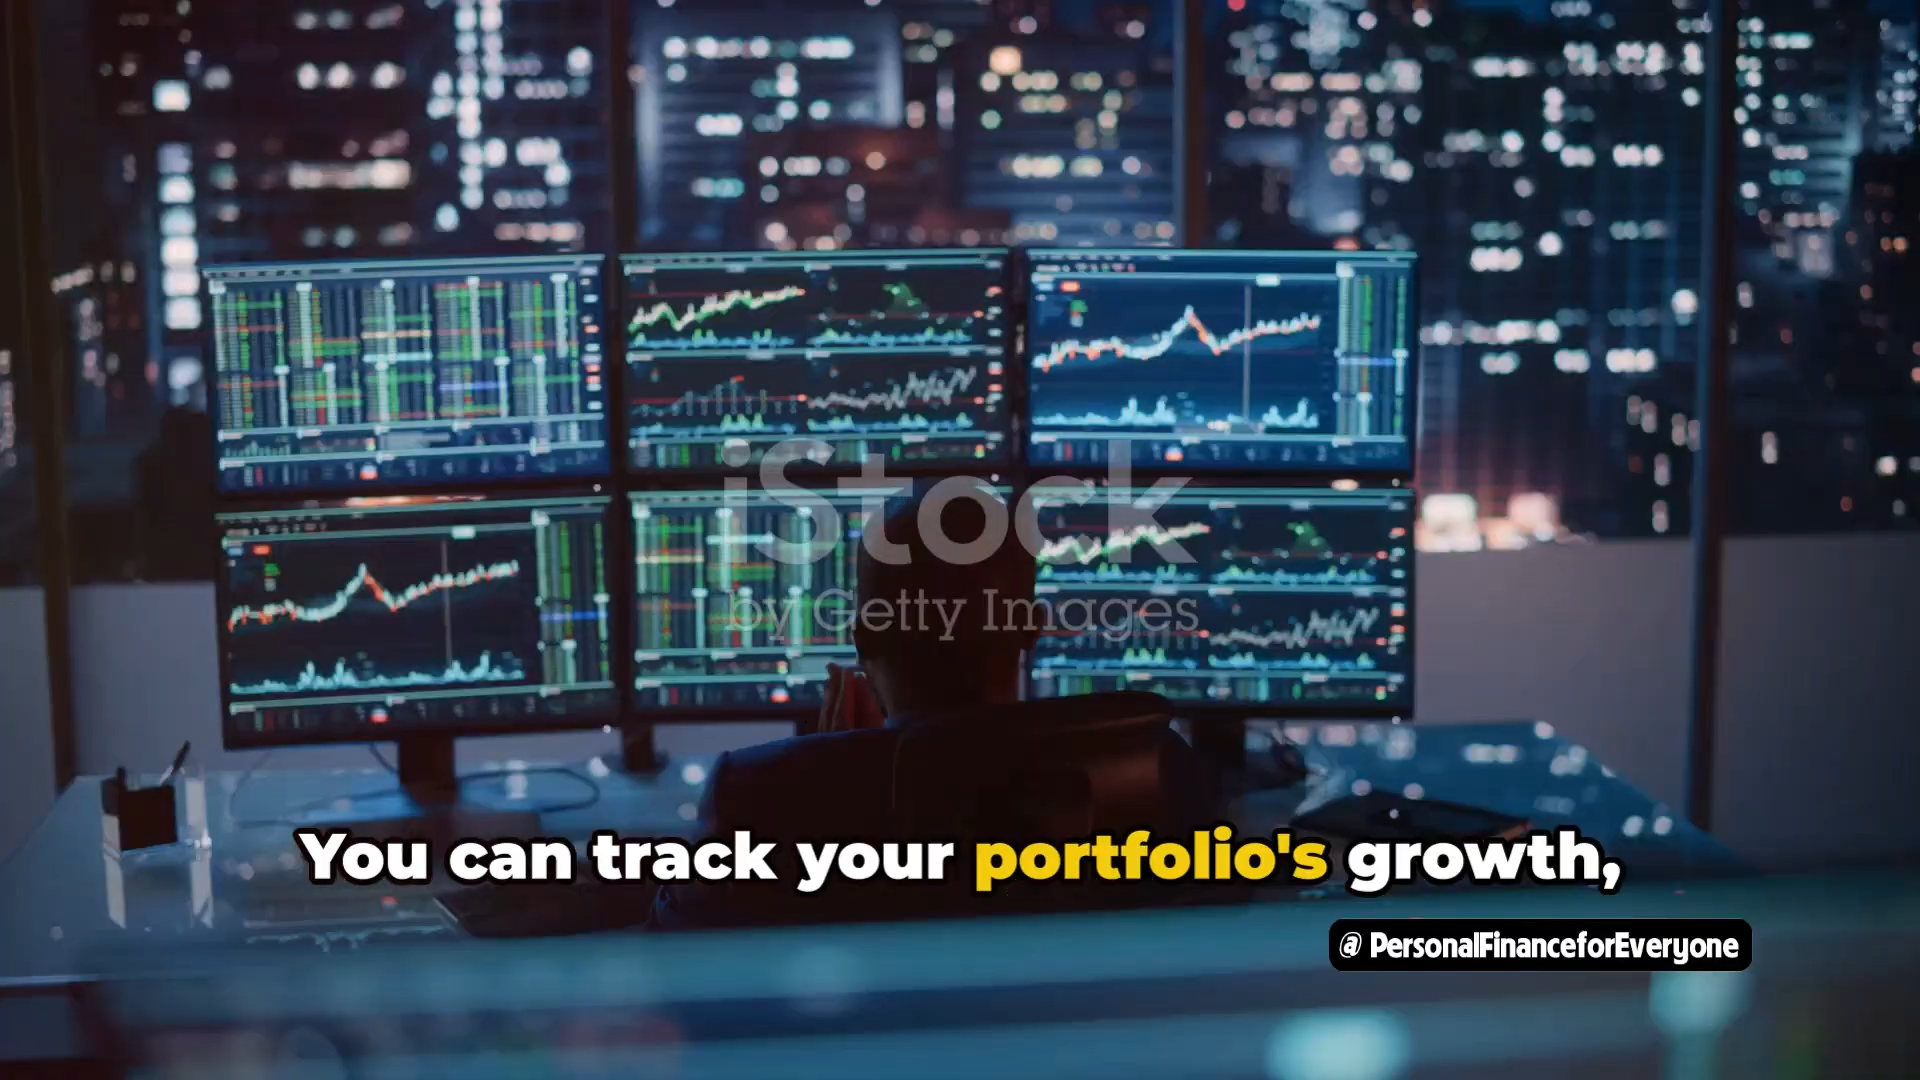 iStock
by Getty Images
You can track your portfolio's growth,
@ PersonalFinanceforEveryone